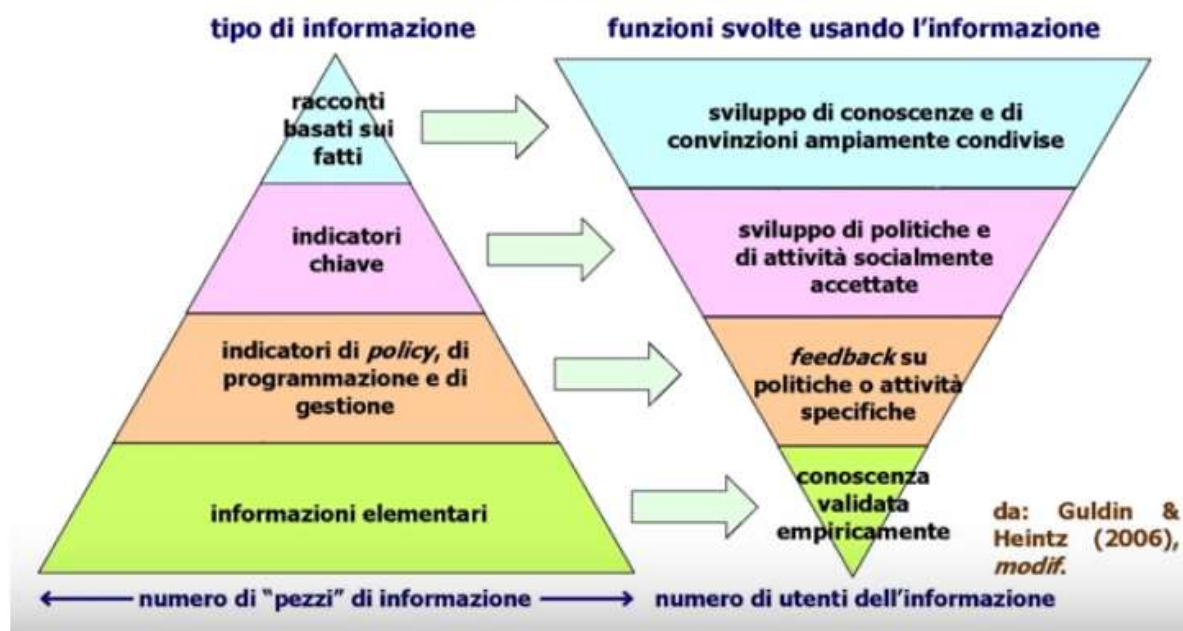 tipo di informazione
funzioni svolte usando l'informazione
racconti
basati sui
fatti
sviluppo di conoscenze e di
convinzioni ampiamente condivise
indicatori
chiave
sviluppo di politiche e
di attività socialmente
accettate
indicatori di policy, di
programmazione e di
gestione
feedback su
politiche o attività
specifiche
informazioni elementari
conoscenza
validata
empiricamente
da: Guldin &
Heintz (2006),
modif.
numero di "pezzi" di informazione
numero di utenti dell'informazione